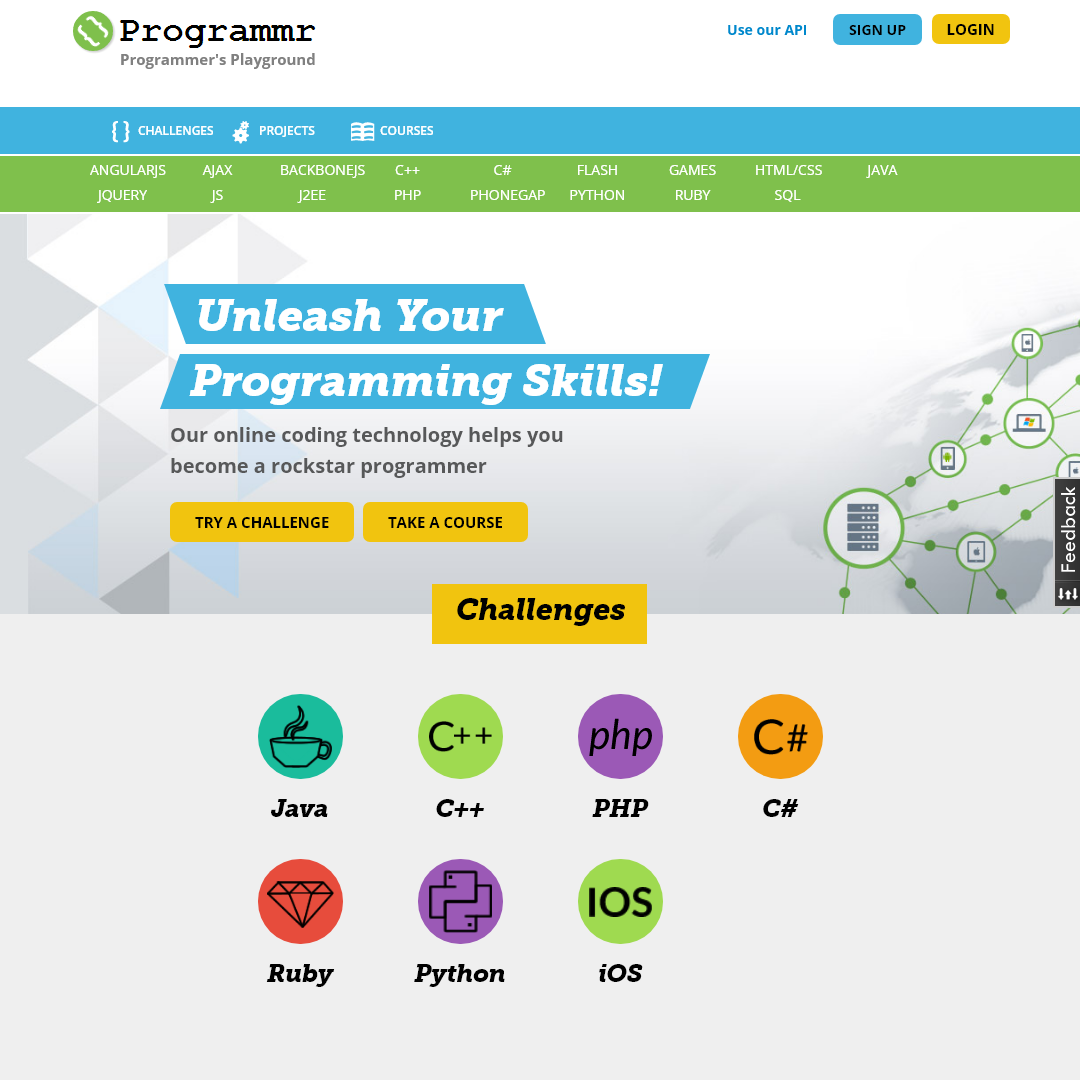 Programmr
Programmer's Playground
Use our API
SIGN UP
LOGIN
CHALLENGES
PROJECTS
COURSES
ANGULARJS AJAX BACKBONEJS C++ C# FLASH GAMES HTML/CSS JAVA
JQUERY JS J2EE PHP PHONEGAP PYTHON RUBY SQL
Unleash Your
Programming Skills!
Our online coding technology helps you
become a rockstar programmer
TRY A CHALLENGE
TAKE A COURSE
Feedback
Challenges
C++
php
C#
Java
C++
PHP
C#
IOS
Ruby
Python
iOS